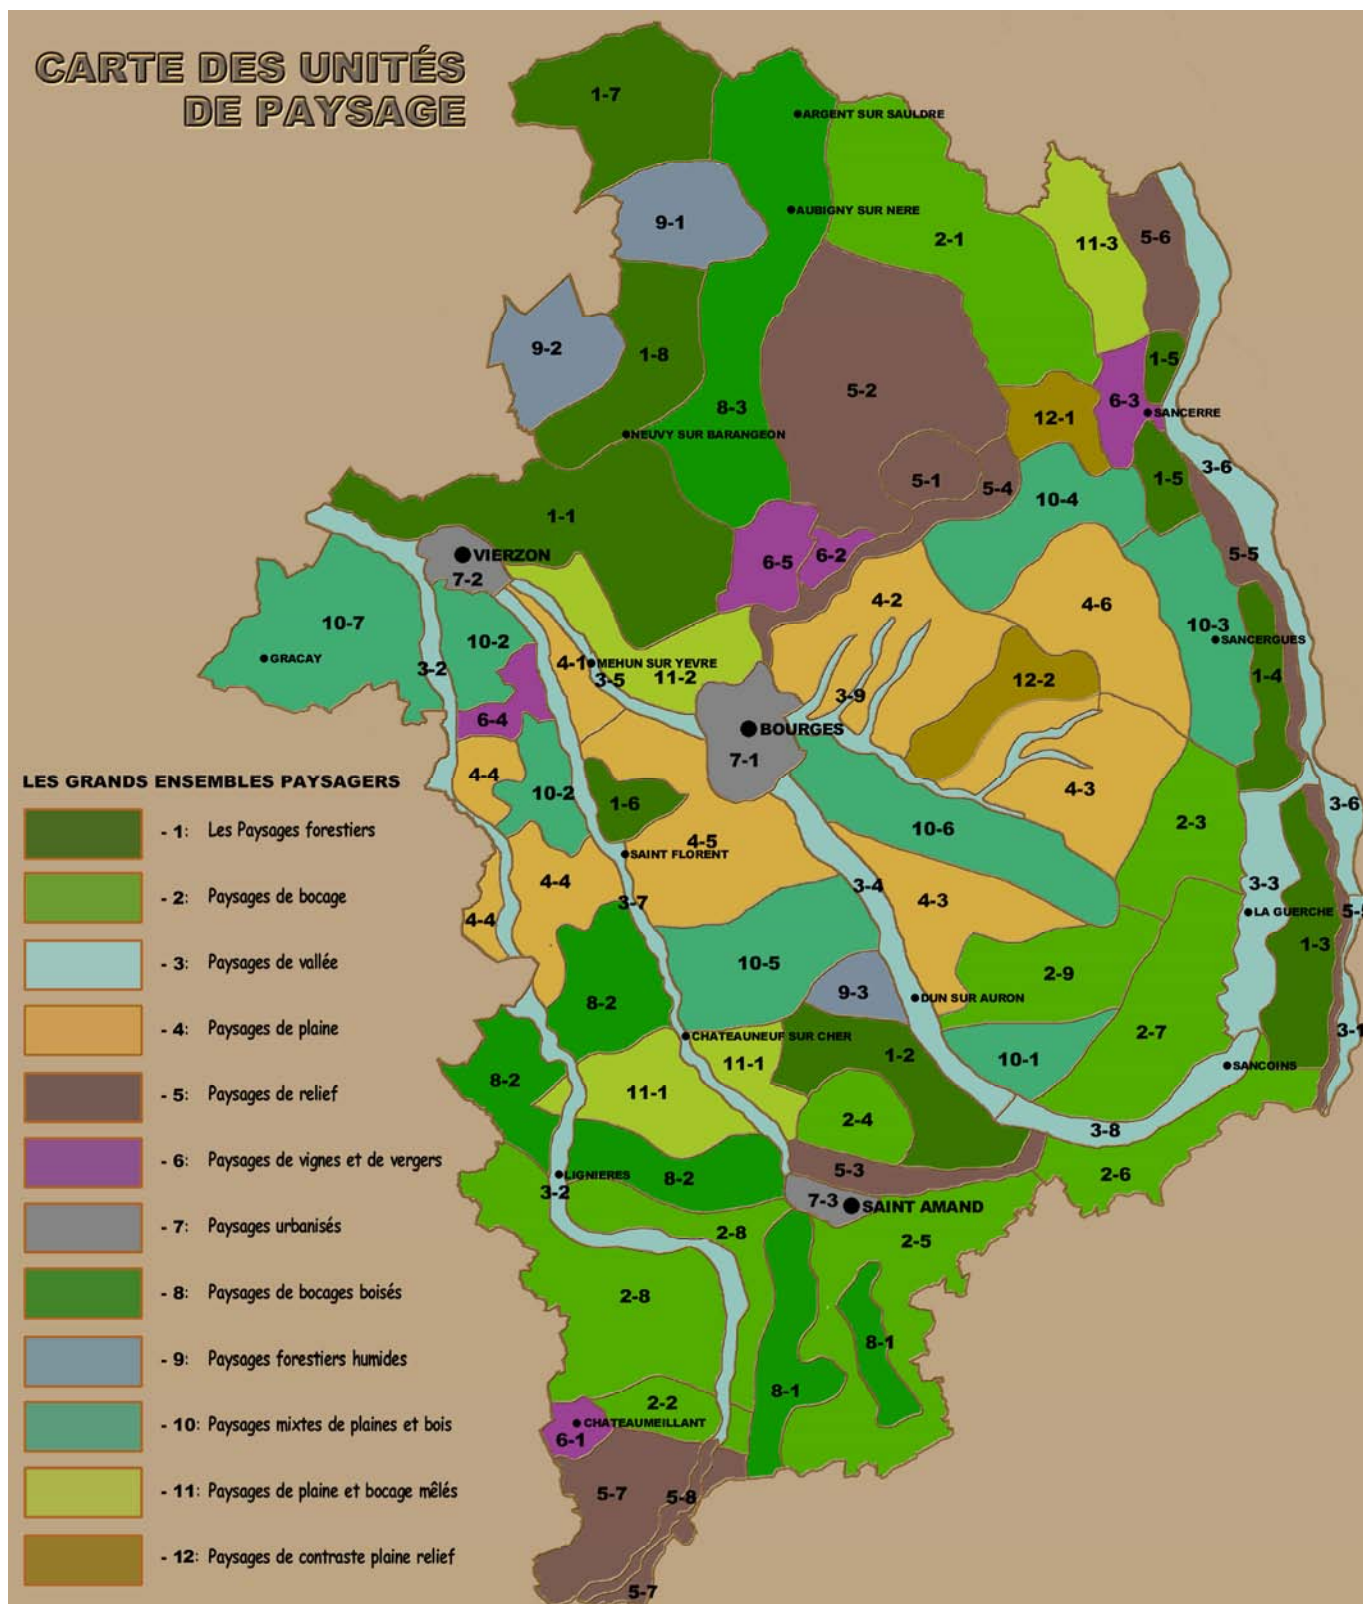 CARTE DES UNITÉS
DE PAYSAGE
1-7
ARGENT SUR SAULDRE
9-1
AUBIGNY SUR NERE
2-1
11-3
5-6
9-2
1-8
5-2
1-5
8-3
6-3
SANCERRE
12-1
NEUVY SUR BARANGEON
3-6
5-1
5-4
1-5
10-4
1-1
VIERZON
7-2
6-5
6-2
5-5
4-2
4-6
10-7
10-2
10-3
SANCERGUES
GRACAY
3-2
4-1
MEHUN SUR YEVRE
3-5
11-2
12-2
1-4
3-9
6-4
BOURGES
7-1
4-4
10-2
1-6
4-3
3-6
10-6
2-3
4-5
SAINT FLORENT
4-4
3-4
3-3
3-7
4-3
LA GUERCHE
5-5
4-4
1-3
10-5
2-9
8-2
9-3
DUN SUR AURON
3-1
CHATEAUNEUF SUR CHER
2-7
1-2
10-1
11-1
SANCOINS
8-2
11-1
2-4
3-8
LIGNIERES
5-3
2-6
3-2
8-2
7-3
SAINT AMAND
2-8
2-5
2-8
8-1
8-1
2-2
CHATEAUMEILLANT
6-1
5-7
5-8
5-7
LES GRANDS ENSEMBLES PAYSAGERS
- 1: Les Paysages forestiers
- 2: Paysages de bocage
- 3: Paysages de vallée
- 4: Paysages de plaine
- 5: Paysages de relief
- 6: Paysages de vignes et de vergers
- 7: Paysages urbanisés
- 8: Paysages de bocages boisés
- 9: Paysages forestiers humides
- 10: Paysages mixtes de plaines et bois
- 11: Paysages de plaine et bocage mêlés
- 12: Paysages de contraste plaine relief